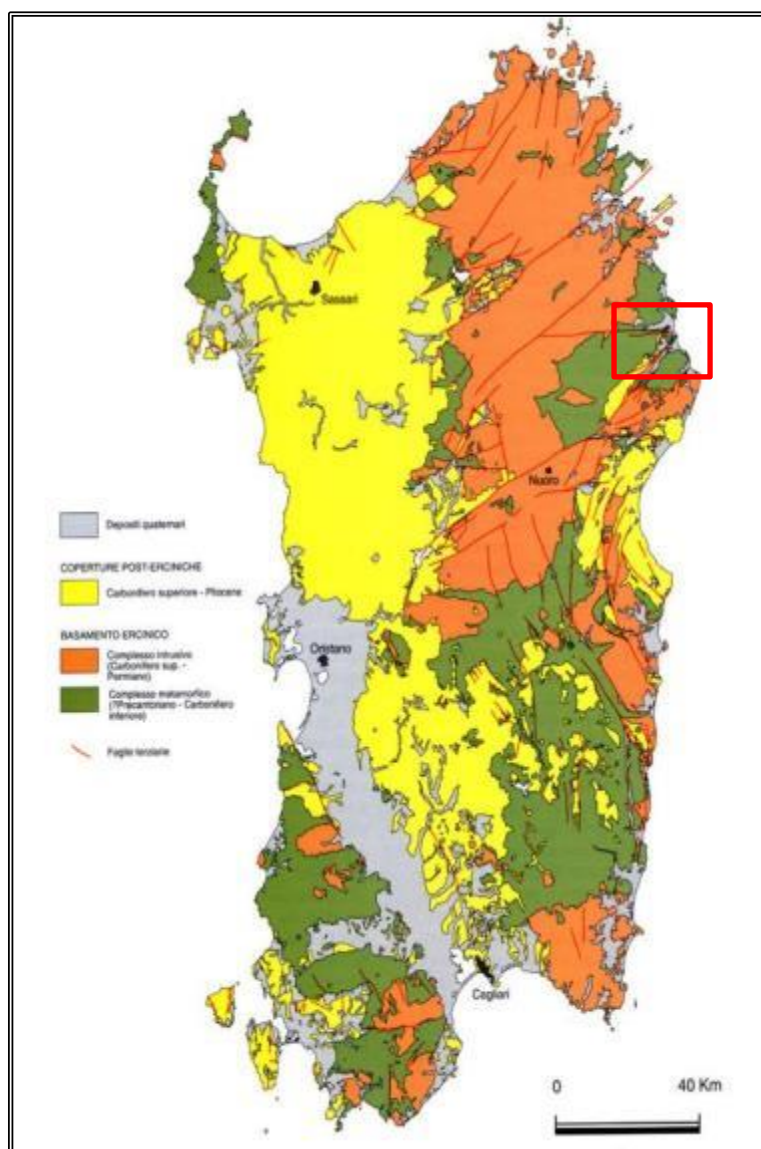 Sassari
Nuoro
Depositi quaternari
COPERTURE POST-ERCINICHE
Carbonifero superiore - Pliocene
Oristano
BASAMENTO ERCINICO
Complesso intrusivo
(Carbonifero sup. -
Permiano)
Complesso metamorfico
(?Precambriano - Carbonifero
inferiore)
Faglie terziarie
Cagliari
0 40 Km